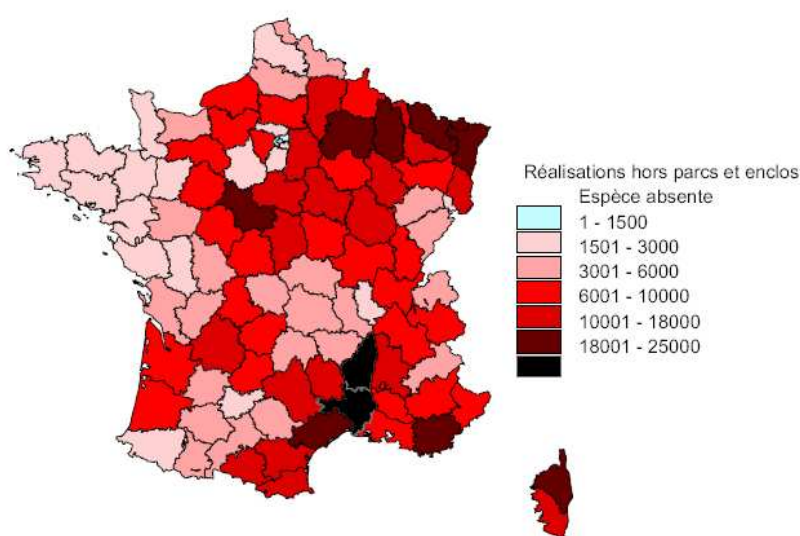 Réalisations hors parcs et enclos
Espèce absente
1 - 1500
1501 - 3000
3001 - 6000
6001 - 10000
10001 - 18000
18001 - 25000